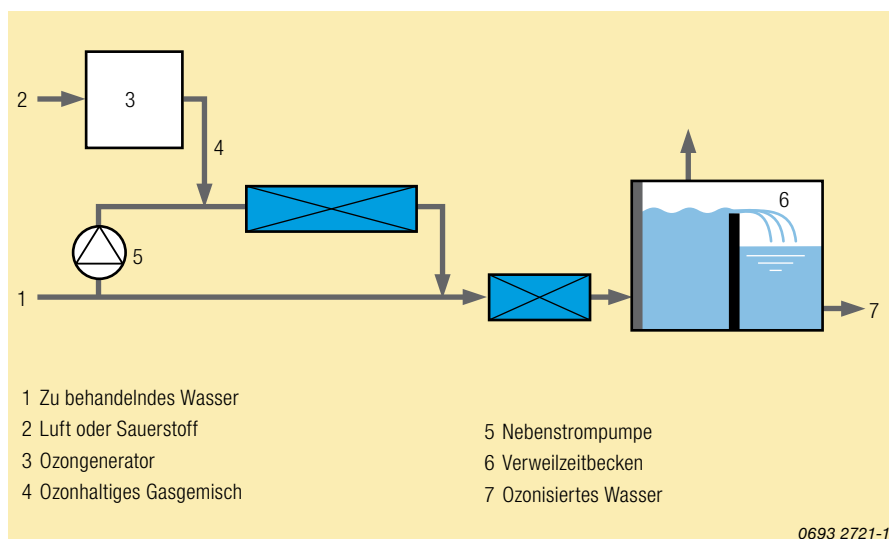 2
3
4
6
5
1
7
1 Zu behandelndes Wasser
2 Luft oder Sauerstoff
3 Ozongenerator
4 Ozonhaltiges Gasgemisch
5 Nebenstrompumpe
6 Verweilzeitbecken
7 Ozonisiertes Wasser
0693 2721-1